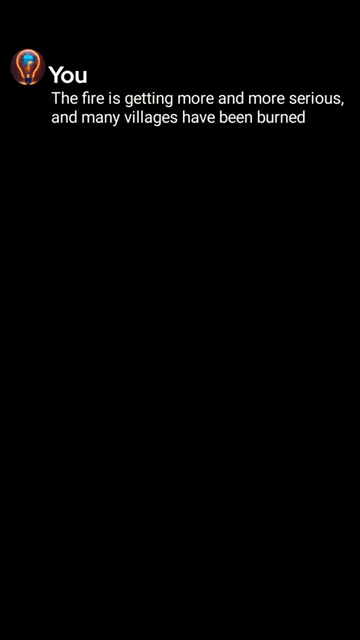 You
The fire is getting more and more serious,
and many villages have been burned